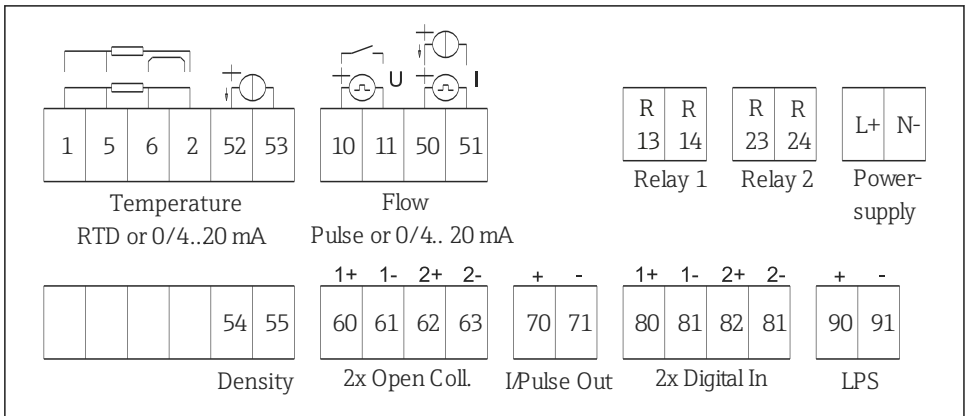 U I
1 5 6 2 52 53
10 11 50 51
R R
13 14
R R
23 24
L+ N-
Temperature
RTD or 0/4..20 mA
Flow
Pulse or 0/4.. 20 mA
Relay 1
Relay 2
Power-
supply
1+ 1- 2+ 2-
+ -
1+ 1- 2+ 2-
+ -
54 55
60 61 62 63
70 71
80 81 82 81
90 91
Density
2x Open Coll.
I/Pulse Out
2x Digital In
LPS